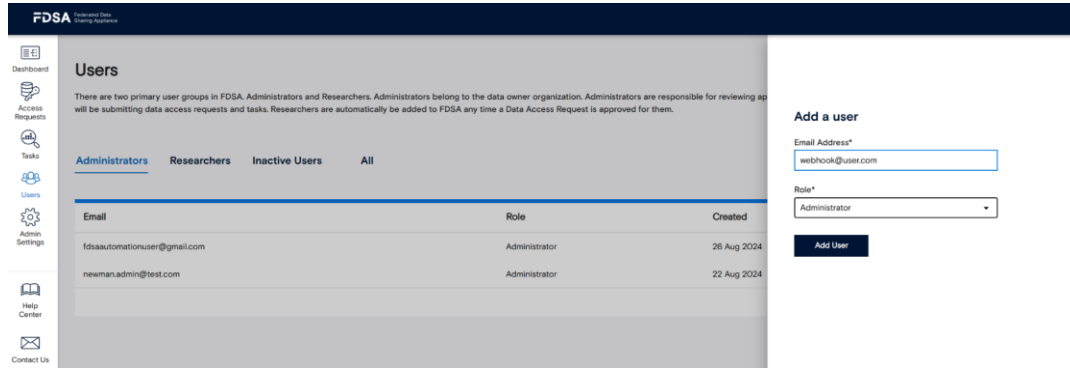 FDSA Federated Data
Sharing Appliance
Dashboard
Access
Requests
Tasks
Users
Admin
Settings
Help
Center
Contact Us
Users
There are two primary user groups in FDSA. Administrators and Researchers. Administrators belong to the data owner organization. Administrators are responsible for reviewing ap
will be submitting data access requests and tasks. Researchers are automatically be added to FDSA any time a Data Access Request is approved for them.
Administrators Researchers Inactive Users All
Email Role Created
fdsaautomationuser@gmail.com Administrator 26 Aug 2024
newman.admin@test.com Administrator 22 Aug 2024
Add a user
Email Address*
webhook@user.com
Role*
Administrator
Add User